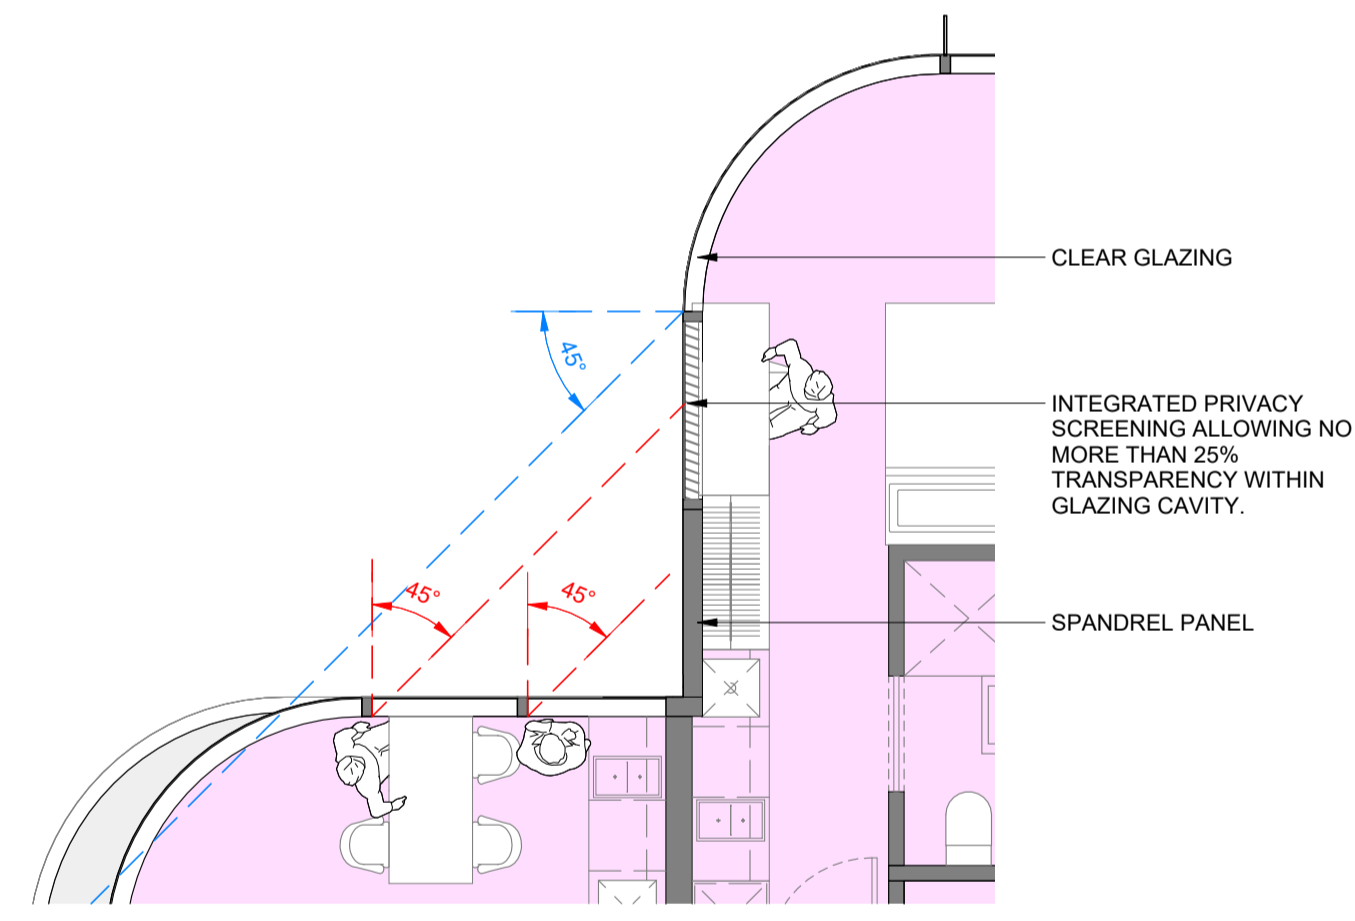 CLEAR GLAZING
45°
INTEGRATED PRIVACY
SCREENING ALLOWING NO
MORE THAN 25%
TRANSPARENCY WITHIN
GLAZING CAVITY.
45°
45°
SPANDREL PANEL